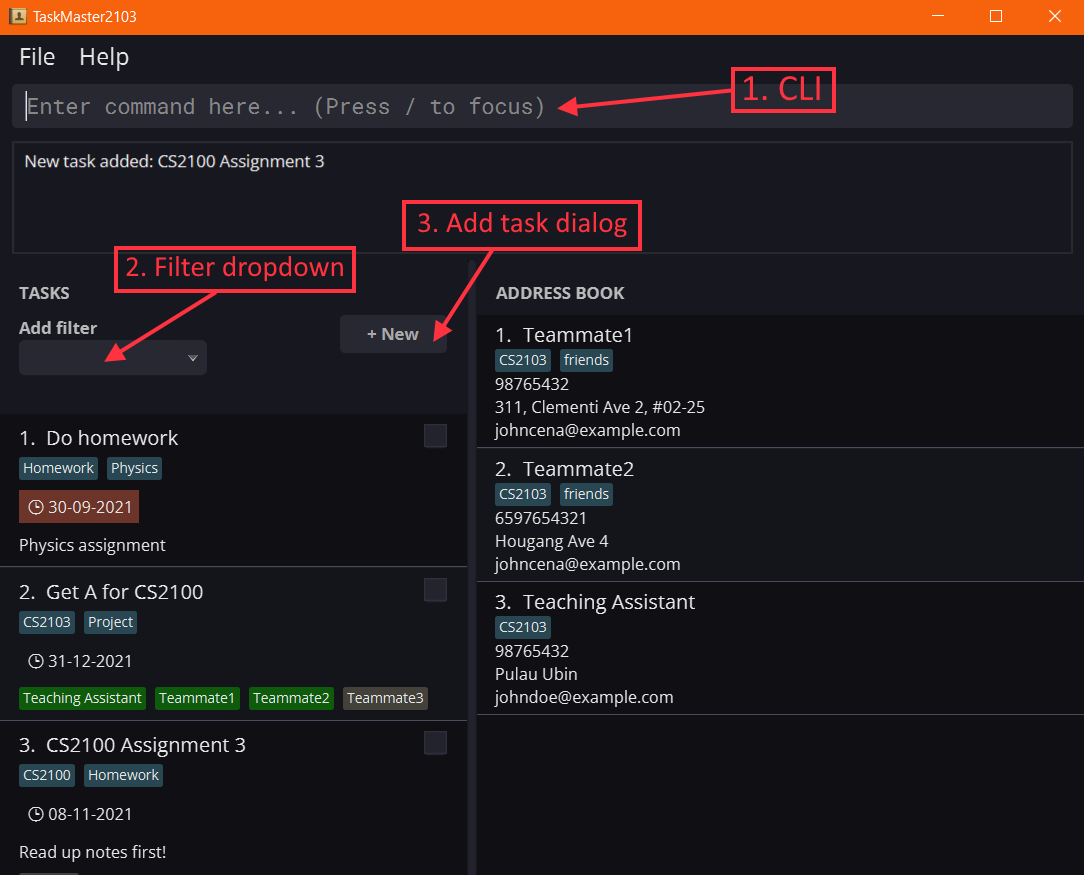 TaskMaster2103
File Help
Enter command here... (Press / to focus)
1. CLI
New task added: CS2100 Assignment 3
3. Add task dialog
2. Filter dropdown
TASKS
Add filter
+ New
1. Do homework
Homework Physics
30-09-2021
Physics assignment
2. Get A for CS2100
CS2103 Project
31-12-2021
Teaching Assistant Teammate1 Teammate2 Teammate3
3. CS2100 Assignment 3
CS2100 Homework
08-11-2021
Read up notes first!
ADDRESS BOOK
1. Teammate1
CS2103 friends
98765432
311, Clementi Ave 2, #02-25
johncena@example.com
2. Teammate2
CS2103 friends
6597654321
Hougang Ave 4
johncena@example.com
3. Teaching Assistant
CS2103
98765432
Pulau Ubin
johndoe@example.com